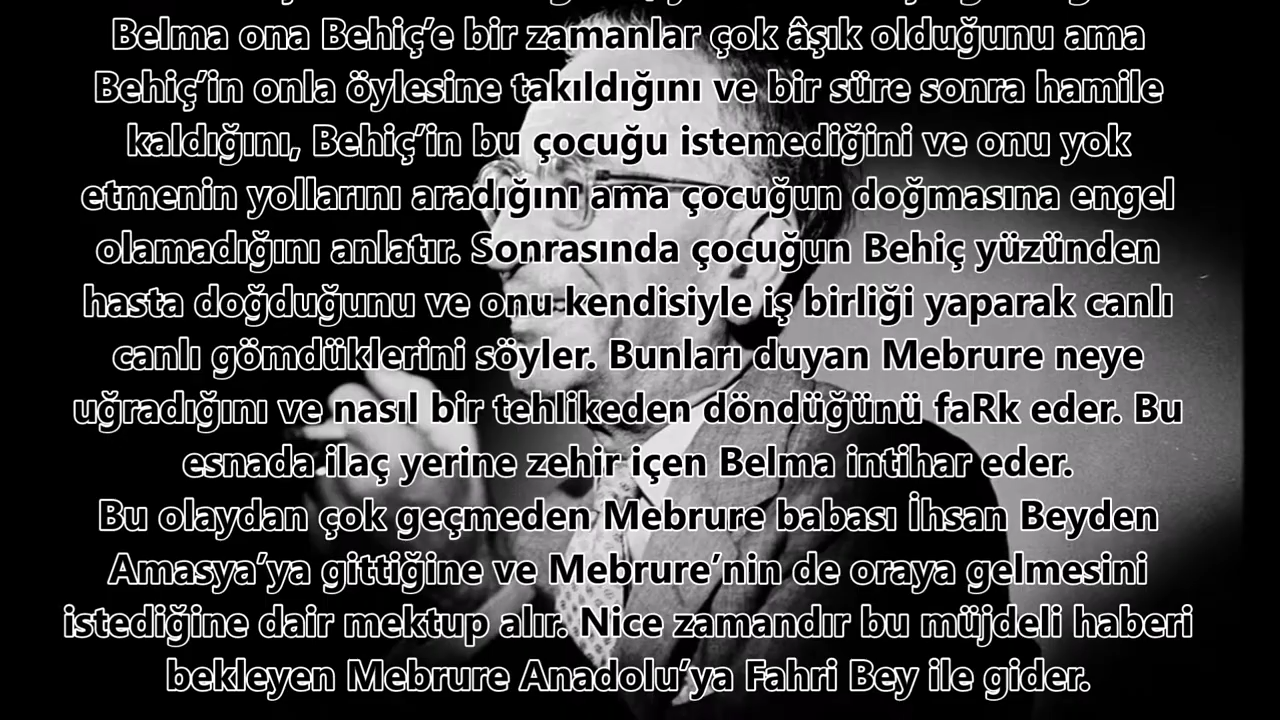 Belma ona Behiç’e bir zamanlar çok âşık olduğunu ama
Behiç’in onla öylesine takıldığını ve bir süre sonra hamile
kaldığını, Behiç’in bu çocuğu istemediğini ve onu yok
etmenin yollarını aradığını ama çocuğun doğmasına engel
olamadığını anlatır. Sonrasında çocuğun Behiç yüzünden
hasta doğduğunu ve onu kendisiyle iş birliği yaparak canlı
canlı gömdüklerini söyler. Bunları duyan Mebrure neye
uğradığını ve nasıl bir tehlikeden döndüğünü faRk eder. Bu
esnada ilaç yerine zehir içen Belma intihar eder.
Bu olaydan çok geçmeden Mebrure babası İhsan Beyden
Amasya’ya gittiğine ve Mebrure’nin de oraya gelmesini
istediğine dair mektup alır. Nice zamandır bu müjdeli haberi
bekleyen Mebrure Anadolu’ya Fahri Bey ile gider.